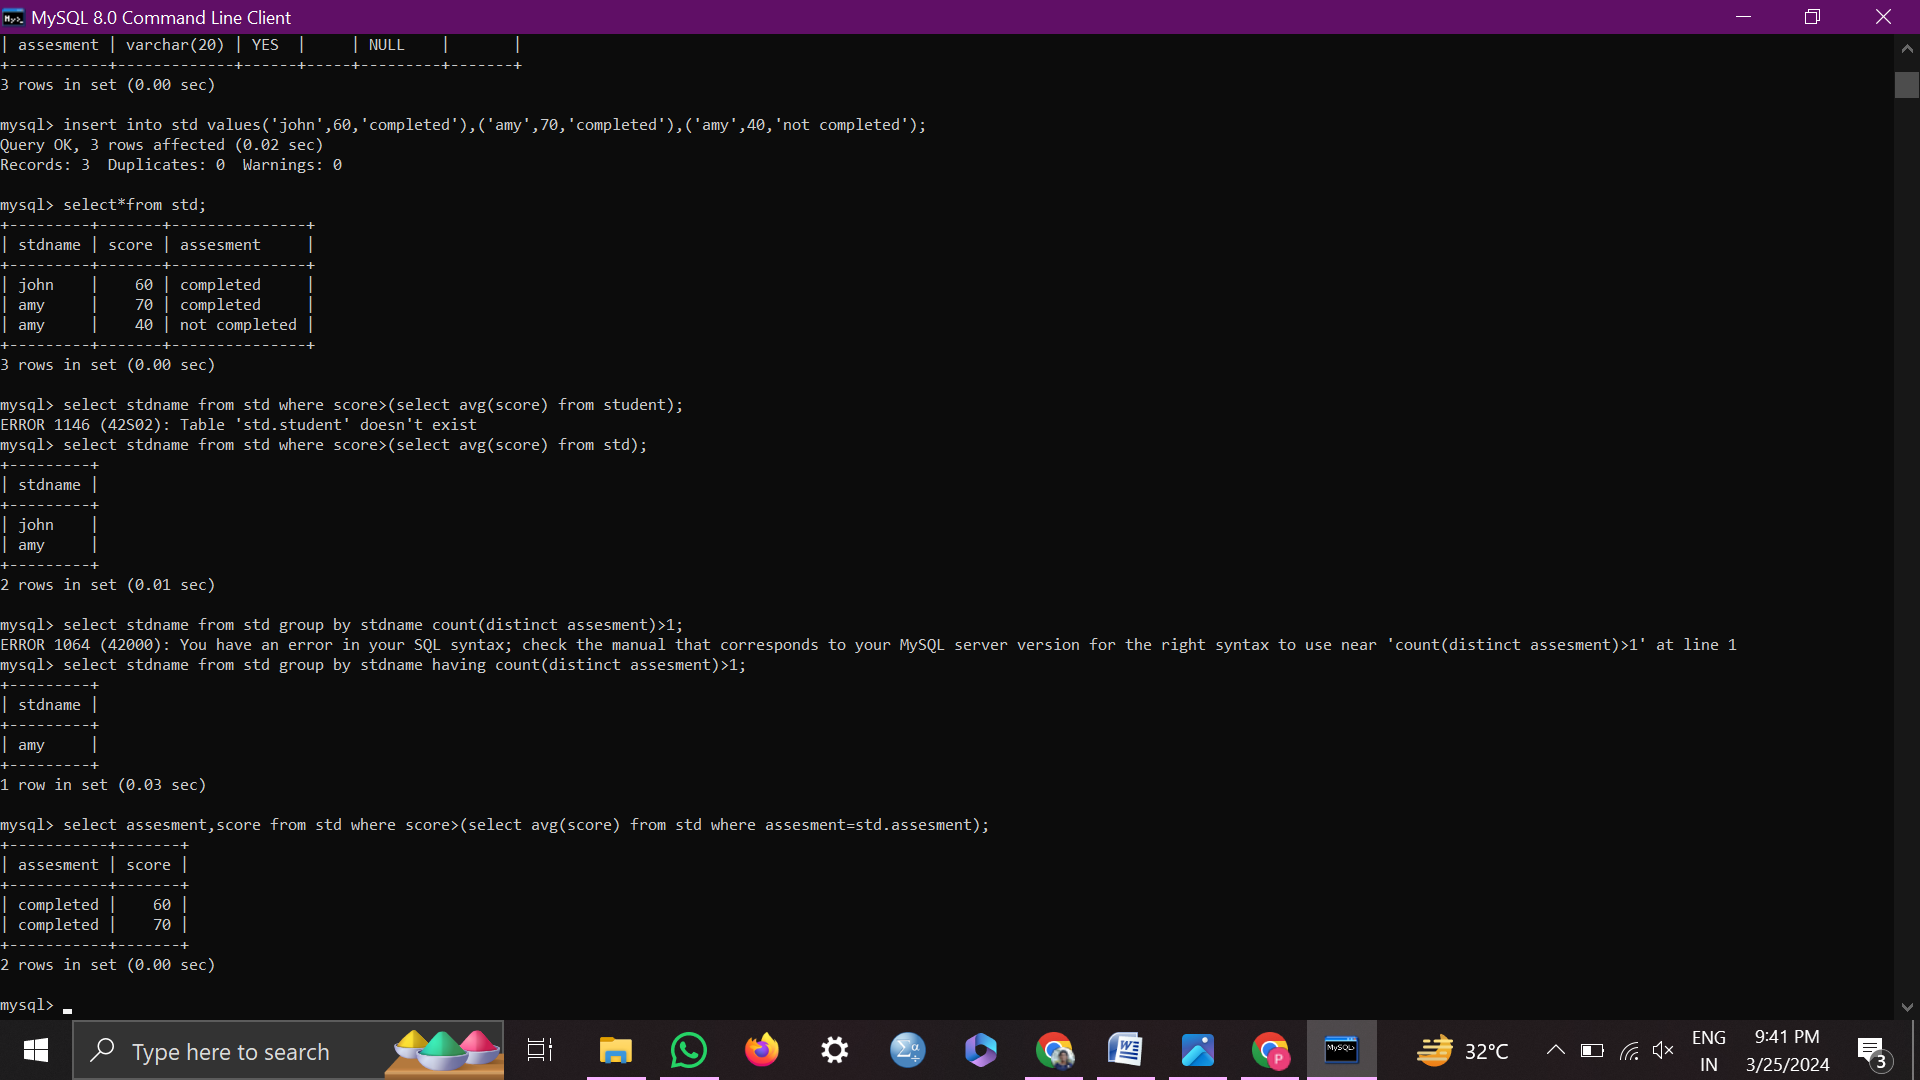 MySQL 8.0 Command Line Client
| assesment | varchar(20) | YES  |     | NULL    |       |
+-----------+-------------+------+-----+---------+-------+
3 rows in set (0.00 sec)
mysql> insert into std values('john',60,'completed'),('amy',70,'completed'),('amy',40,'not completed');
Query OK, 3 rows affected (0.02 sec)
Records: 3  Duplicates: 0  Warnings: 0
mysql> select*from std;
+---------+-------+---------------+
| stdname | score | assesment     |
+---------+-------+---------------+
| john    |    60 | completed     |
| amy     |    70 | completed     |
| amy     |    40 | not completed |
+---------+-------+---------------+
3 rows in set (0.00 sec)
mysql> select stdname from std where score>(select avg(score) from student);
ERROR 1146 (42S02): Table 'std.student' doesn't exist
mysql> select stdname from std where score>(select avg(score) from std);
+---------+
| stdname |
+---------+
| john    |
| amy     |
+---------+
2 rows in set (0.01 sec)
mysql> select stdname from std group by stdname count(distinct assesment)>1;
ERROR 1064 (42000): You have an error in your SQL syntax; check the manual that corresponds to your MySQL server version for the right syntax to use near 'count(distinct assesment)>1' at line 1
mysql> select stdname from std group by stdname having count(distinct assesment)>1;
+---------+
| stdname |
+---------+
| amy     |
+---------+
1 row in set (0.03 sec)
mysql> select assesment,score from std where score>(select avg(score) from std where assesment=std.assesment);
+-----------+-------+
| assesment | score |
+-----------+-------+
| completed |    60 |
| completed |    70 |
+-----------+-------+
2 rows in set (0.00 sec)
mysql>
Type here to search
32°C
ENG
IN
9:41 PM
3/25/2024
3